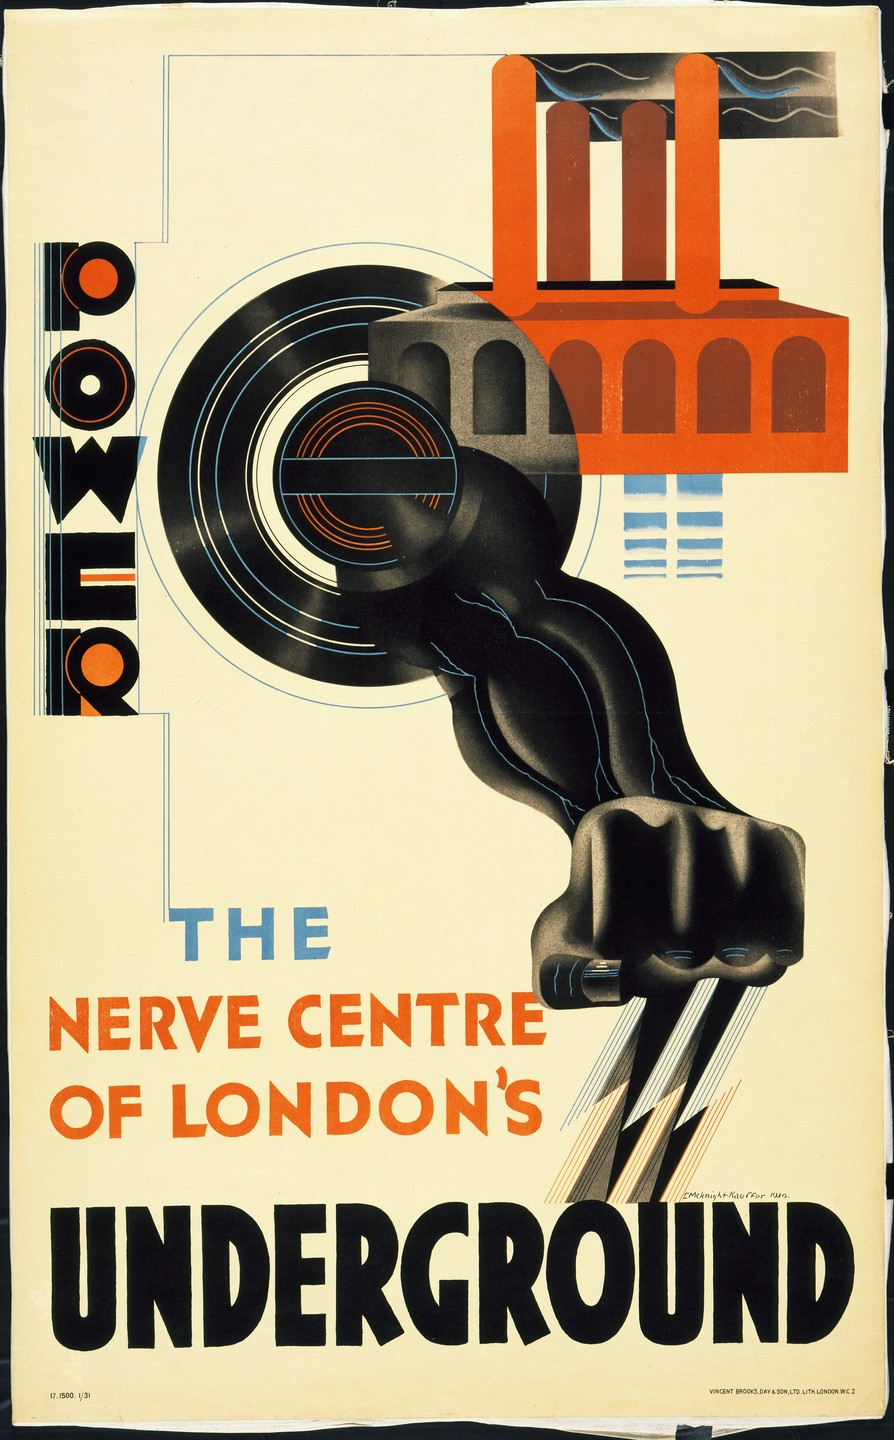 POWER
THE
NERVE CENTRE
OF LONDON'S
E McKnight-Kauffer 1930.
UNDERGROUND
17.1500. 1/31
VINCENT BROOKS, DAY & SON, LTD. LITH. LONDON. W.C. 2